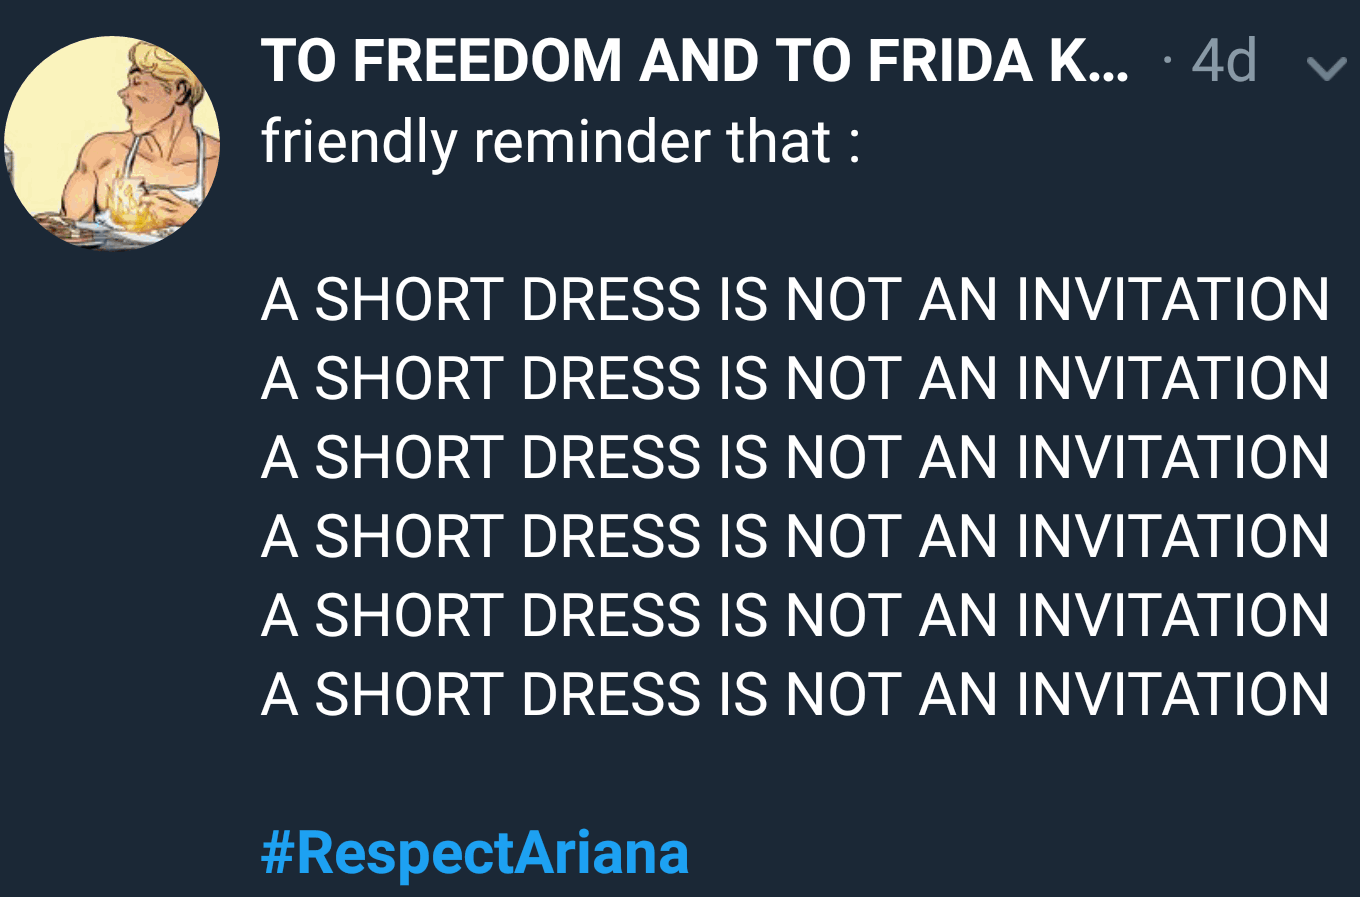 TO FREEDOM AND TO FRIDA K... · 4d
friendly reminder that :
A SHORT DRESS IS NOT AN INVITATION
A SHORT DRESS IS NOT AN INVITATION
A SHORT DRESS IS NOT AN INVITATION
A SHORT DRESS IS NOT AN INVITATION
A SHORT DRESS IS NOT AN INVITATION
A SHORT DRESS IS NOT AN INVITATION
#RespectAriana